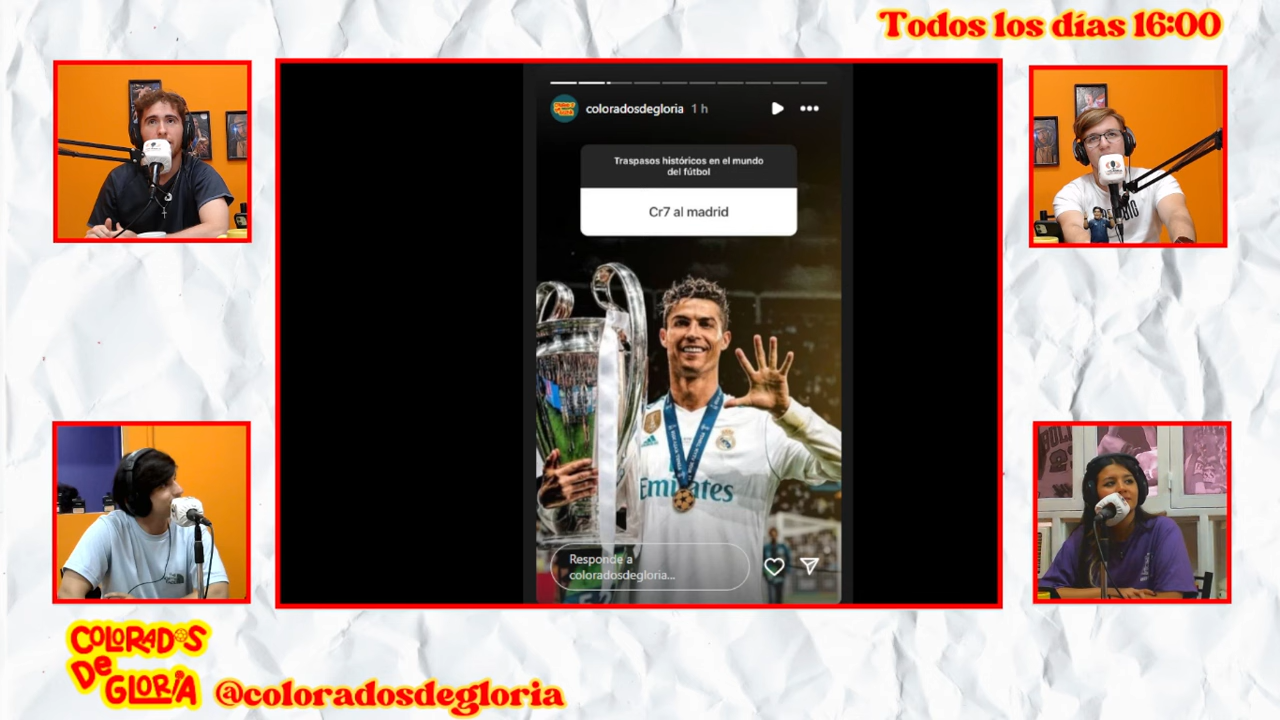 Todos los días 16:00
coloradosdegloria 1 h
Traspasos históricos en el mundo
del fútbol
Cr7 al madrid
Emirates
Responde a
coloradosdegloria...
COLORADOS
De
GLORIA
@coloradosdegloria